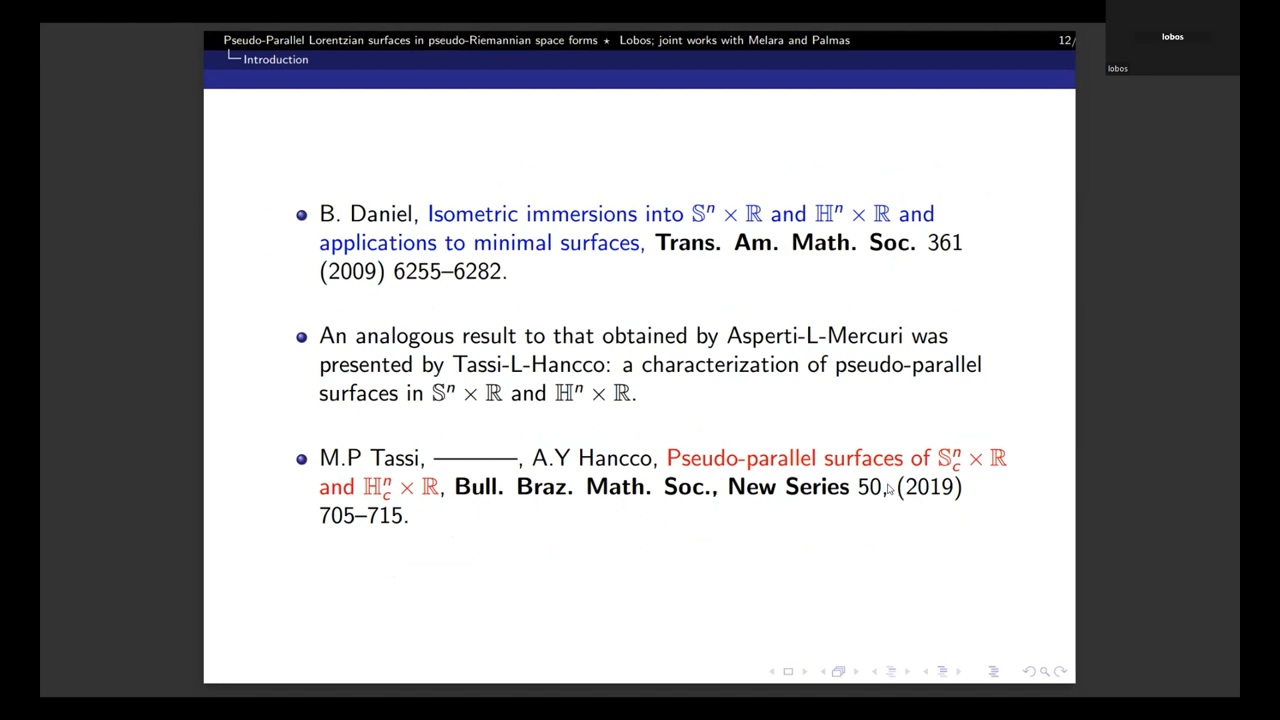 Pseudo-Parallel Lorentzian surfaces in pseudo-Riemannian space forms ⋆ Lobos; joint works with Melara and Palmas 12/
Introduction
lobos
lobos
B. Daniel, Isometric immersions into 𝕊ⁿ × ℝ and ℍⁿ × ℝ and
applications to minimal surfaces, Trans. Am. Math. Soc. 361
(2009) 6255–6282.
An analogous result to that obtained by Asperti-L-Mercuri was
presented by Tassi-L-Hancco: a characterization of pseudo-parallel
surfaces in 𝕊ⁿ × ℝ and ℍⁿ × ℝ.
M.P Tassi, ————, A.Y Hancco, Pseudo-parallel surfaces of 𝕊ⁿ_c × ℝ
and ℍⁿ_c × ℝ, Bull. Braz. Math. Soc., New Series 50, (2019)
705–715.